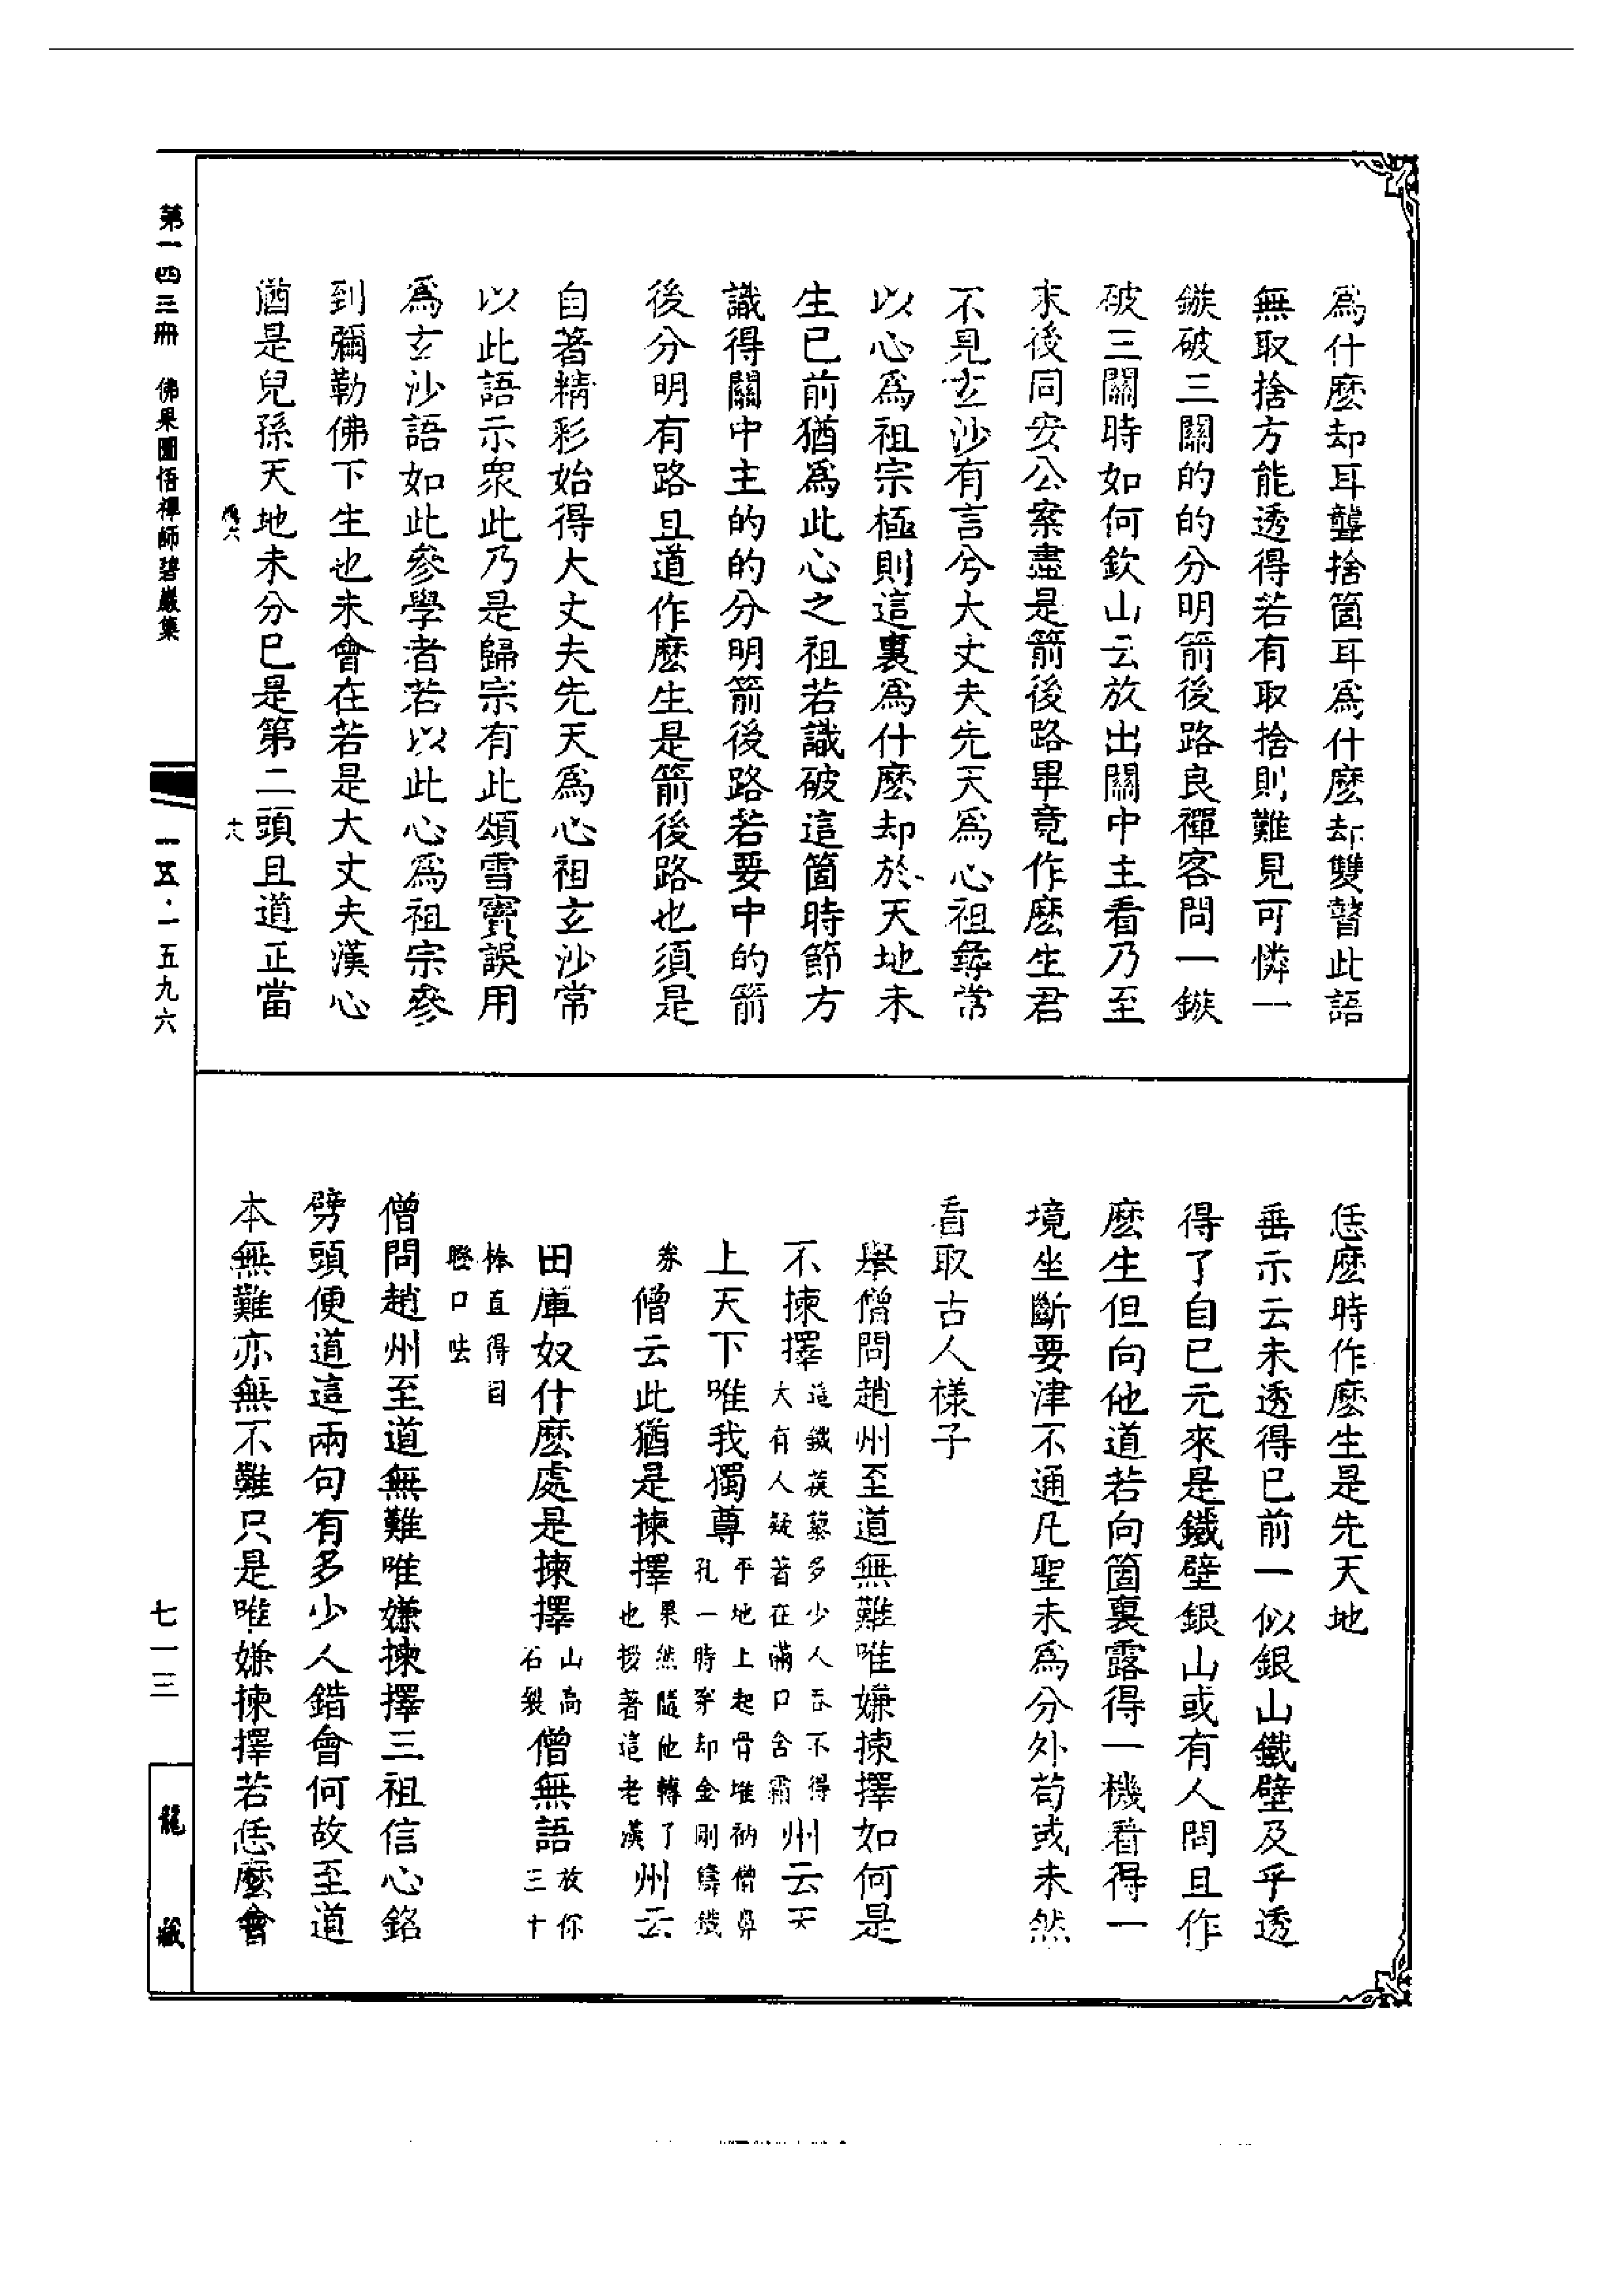 爲什麽却耳聾捨箇耳爲什麽却雙瞽此語
無取捨方能透得若有取捨則難見可憐一
鏃破三關的的分明箭後路良禪客問一鏃
破三關時如何欽山云放出關中主看乃至
末後同安公案盡是箭後路畢竟作麽生君
不見玄沙有言兮大丈夫先天爲心祖尋常
以心爲祖宗極則這裏爲什麽却於天地未
生已前猶爲此心之祖若識破這箇時節方
識得關中主的的分明箭後路若要中的箭
後分明有路且道作麽生是箭後路也須是
自著精彩始得大丈夫先天爲心祖玄沙常
以此語示衆此乃是歸宗有此頌雪竇誤用
爲玄沙語如此參學者若以此心爲祖宗參
到彌勒佛下生也未會在若是大丈夫漢心
猶是兒孫天地未分已是第二頭且道正當
恁麽時作麽生是先天地
垂示云未透得已前一似銀山鐵壁及乎透
得了自已元來是鐵壁銀山或有人問且作
麽生但向他道若向箇裏露得一機看得一
境坐斷要津不通凡聖未爲分外苟或未然
看取古人樣子
舉僧問趙州至道無難唯嫌揀擇如何是
不揀擇這鐵蒺藜多少人吞不得大有人疑著在滿口含霜州云天
上天下唯我獨尊平地上起骨堆衲僧鼻孔一時穿却金剛鑄鐵
券僧云此猶是揀擇果然隨他轉了也拶著這老漢州云
田厙奴什麽處是揀擇山高石裂僧無語放你三十
棒直得目瞪口呿
僧問趙州至道無難唯嫌揀擇三祖信心銘
劈頭便道這兩句有多少人錯會何故至道
本無難亦無不難只是唯嫌揀擇若恁麽會
第一四三冊 佛果圜悟禪師碧巖集
一五·一五九六
七一三
龍藏